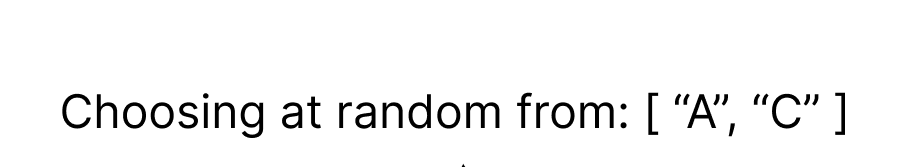 Choosing at random from: [ “A”, “C” ]